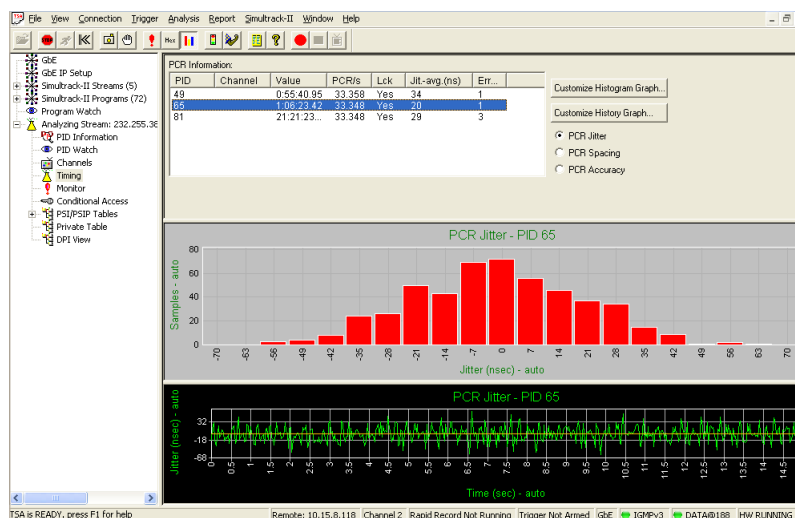 File View Connection Trigger Analysis Report Simultrack-II Window Help
GbE
GbE IP Setup
Simultrack-II Streams (5)
Simultrack-II Programs (72)
Program Watch
Analyzing Stream: 232.255.36
PID Information
PID Watch
Channels
Timing
Monitor
Conditional Access
PSI/PSIP Tables
Private Table
DPI View
PCR Information:
PID Channel Value PCR/s Lck Jit.-avg.(ns) Err...
49 0:55:40.95 33.358 Yes 34 1
65 1:06:23.42 33.348 Yes 20 1
81 21:21:23... 33.348 Yes 29 3
Customize Histogram Graph...
Customize History Graph...
PCR Jitter
PCR Spacing
PCR Accuracy
PCR Jitter - PID 65
Samples - auto
80
60
40
20
0
-70 -63 -56 -49 -42 -35 -28 -21 -14 -7 0 7 14 21 28 35 42 49 56 63 70
Jitter (nsec) - auto
PCR Jitter - PID 65
Jitter (nsec) - auto
32
-18
-68
0 0.5 1 1.5 2 2.5 3 3.5 4 4.5 5 5.5 6 6.5 7 7.5 8 8.5 9 9.5 10 10.5 11 11.5 12 12.5 13 13.5 14 14.5
Time (sec) - auto
TSA is READY, press F1 for help Remote: 10.15.8.118 Channel 2 Rapid Record Not Running Trigger Not Armed GbE IGMPv3 DATA@188 HW RUNNING